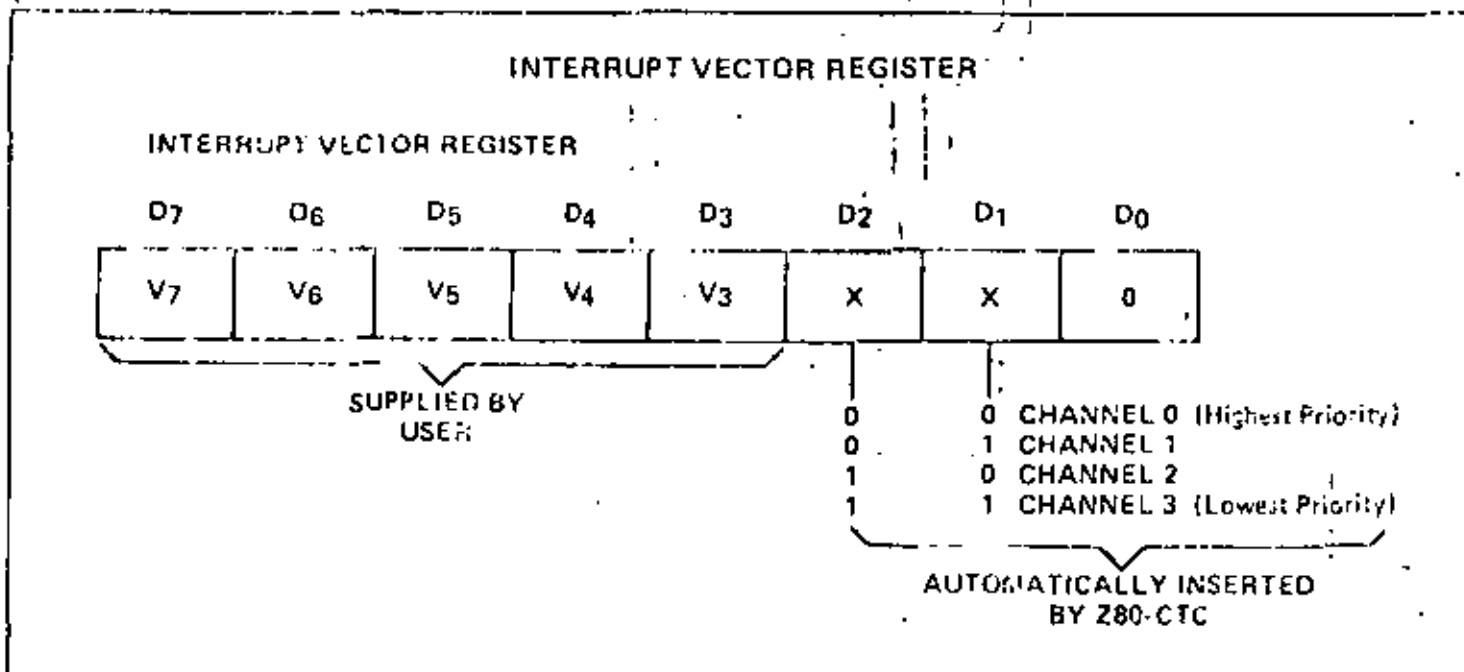 INTERRUPT VECTOR REGISTER
INTERRUPT VECTOR REGISTER
D7 D6 D5 D4 D3 D2 D1 D0
V7 V6 V5 V4 V3 X X 0
SUPPLIED BY
USER
0 0 CHANNEL 0 (Highest Priority)
0 1 CHANNEL 1
1 0 CHANNEL 2
1 1 CHANNEL 3 (Lowest Priority)
AUTOMATICALLY INSERTED
BY Z80-CTC